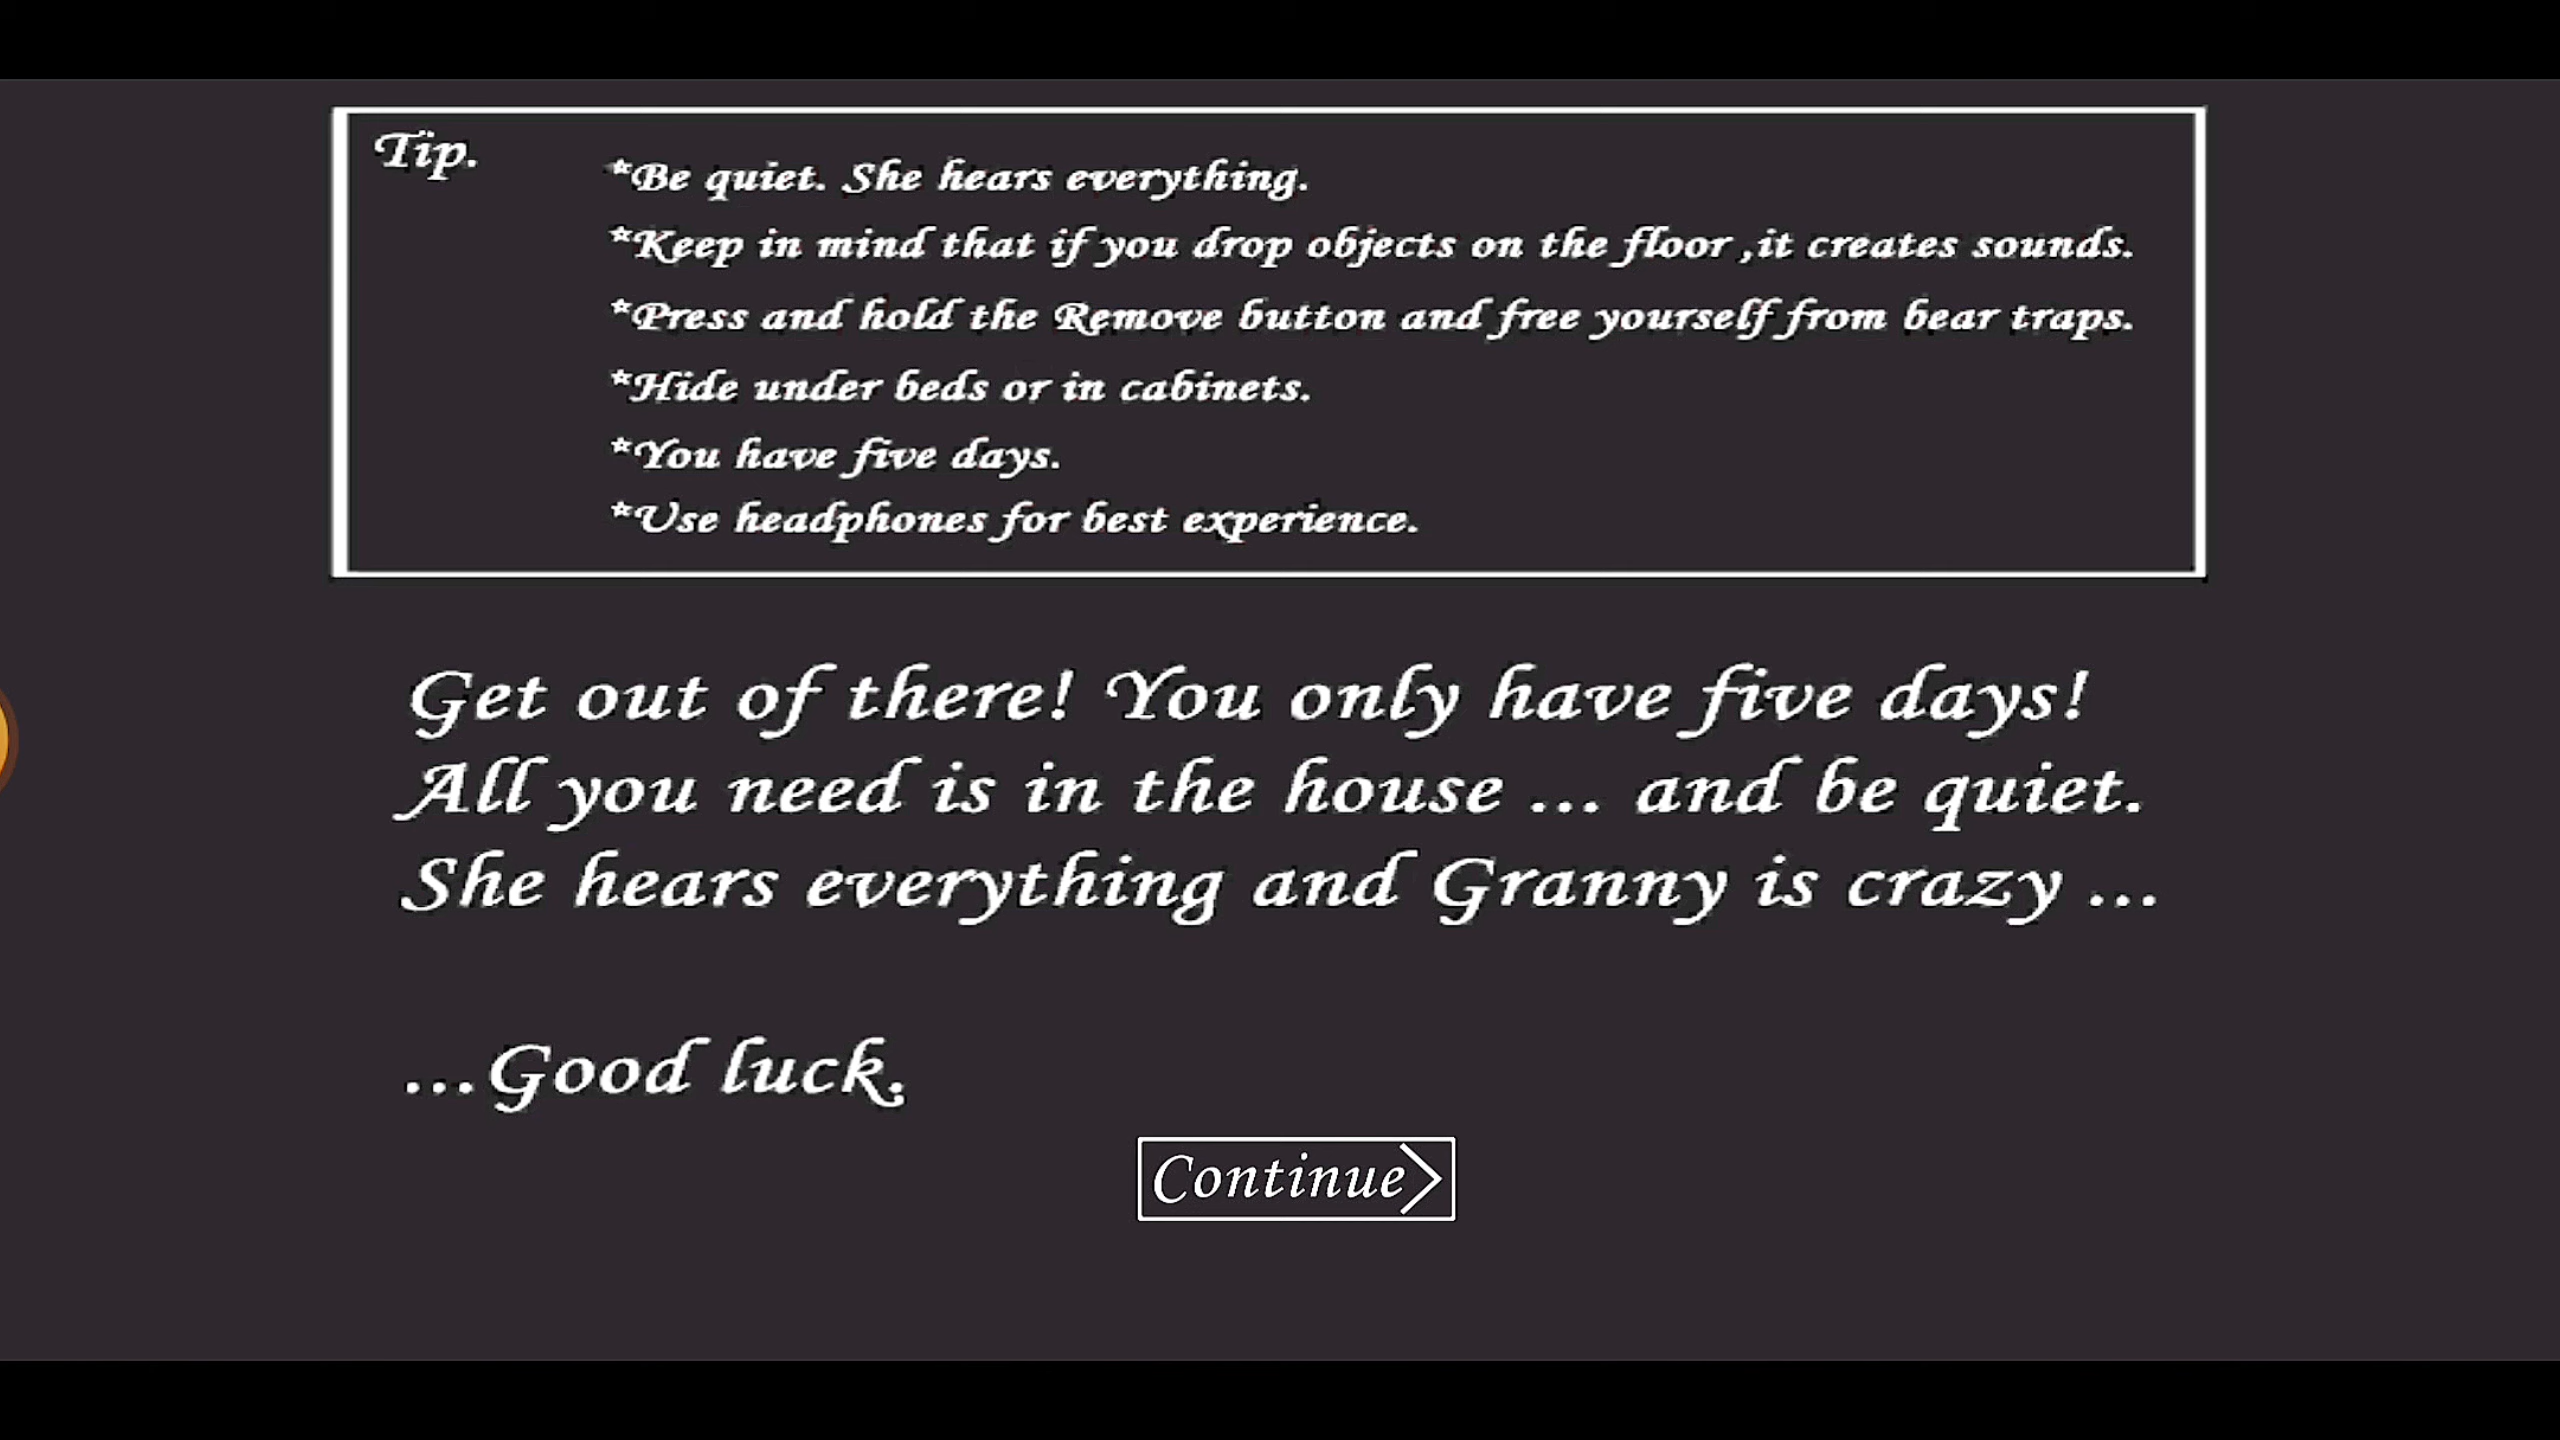 Tip.
*Be quiet. She hears everything.
*Keep in mind that if you drop objects on the floor ,it creates sounds.
*Press and hold the Remove button and free yourself from bear traps.
*Hide under beds or in cabinets.
*You have five days.
*Use headphones for best experience.
Get out of there! You only have five days!
All you need is in the house ... and be quiet.
She hears everything and Granny is crazy ...
...Good luck.
Continue>